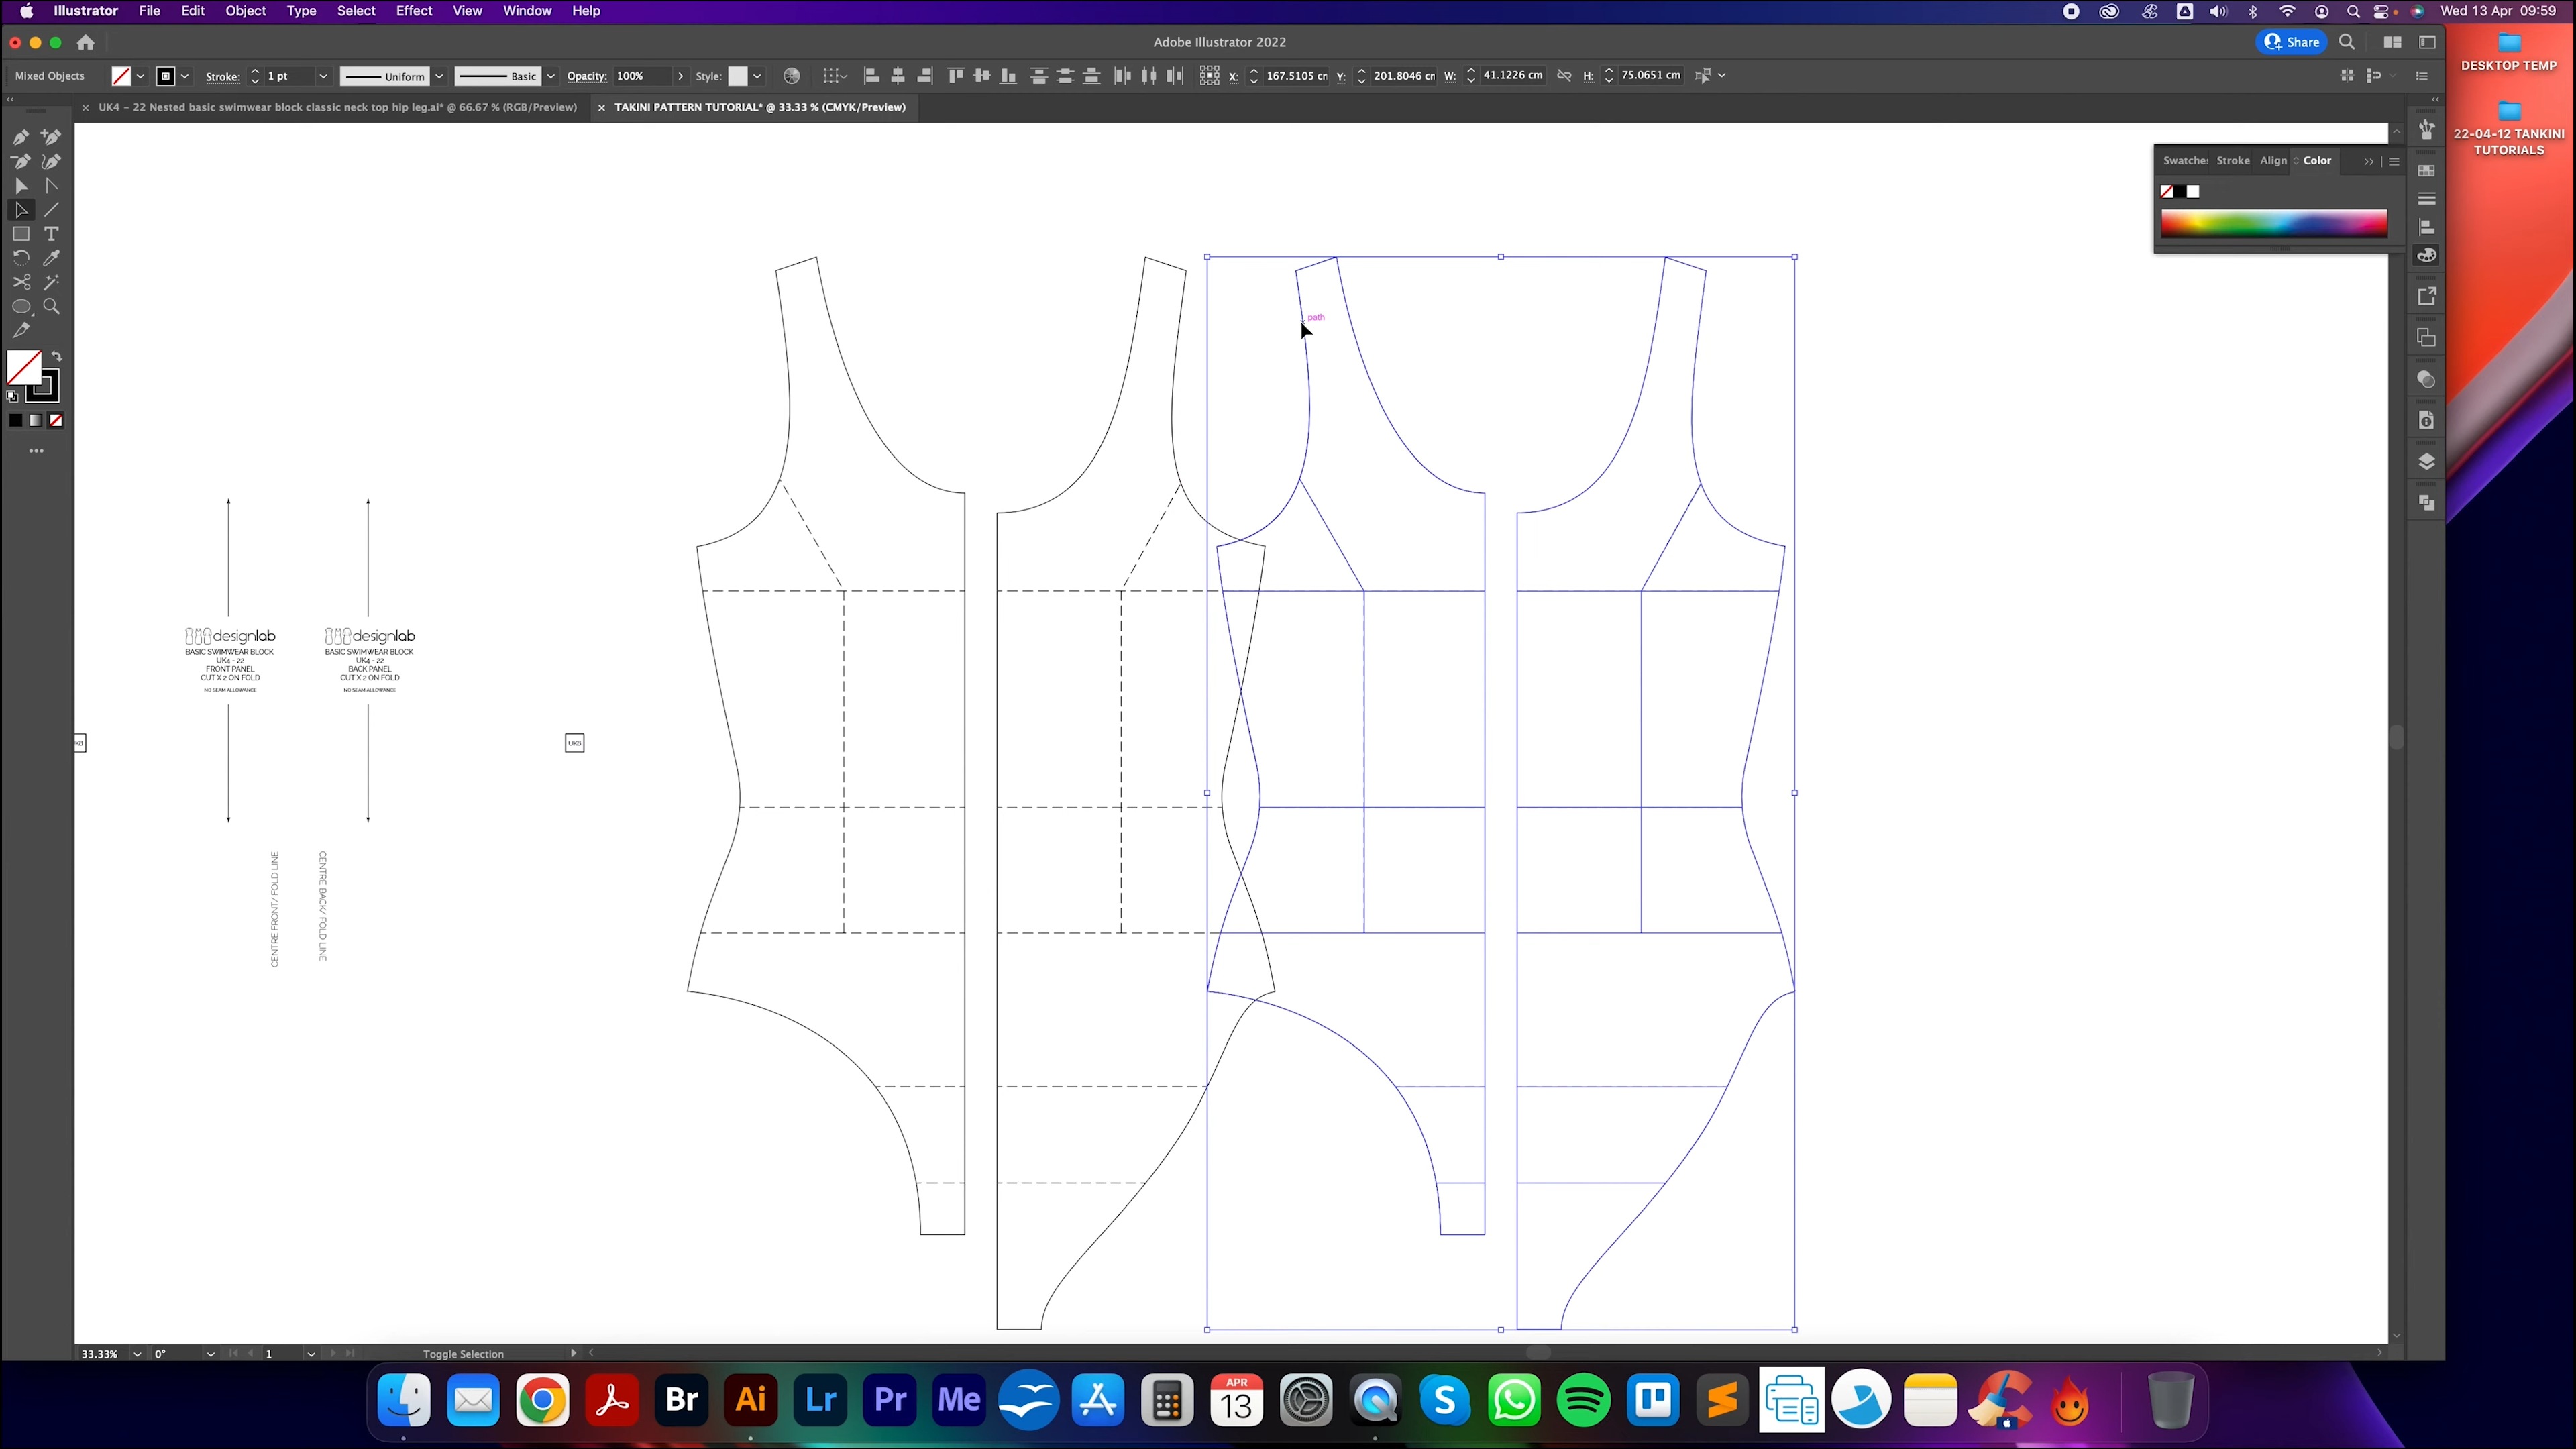 Illustrator File Edit Object Type Select Effect View Window Help
Wed 13 Apr 09:59
Adobe Illustrator 2022
Share
DESKTOP TEMP
22-04-12 TANKINI
TUTORIALS
Mixed Objects Stroke: 1 pt Uniform Basic Opacity: 100% Style: X: 167.5105 cm Y: 201.8046 cm W: 41.1226 cm H: 75.0651 cm
× UK4 – 22 Nested basic swimwear block classic neck top hip leg.ai* @ 66.67 % (RGB/Preview)
× TAKINI PATTERN TUTORIAL* @ 33.33 % (CMYK/Preview)
Swatches Stroke Align Color
path
designlab
BASIC SWIMWEAR BLOCK
UK4 - 22
FRONT PANEL
CUT X 2 ON FOLD
NO SEAM ALLOWANCE
designlab
BASIC SWIMWEAR BLOCK
UK4 - 22
BACK PANEL
CUT X 2 ON FOLD
NO SEAM ALLOWANCE
UK8
CENTRE FRONT/ FOLD LINE
CENTRE BACK/ FOLD LINE
33.33% 0° 1 Toggle Selection
Br
Ai
Lr
Pr
Me
APR
13